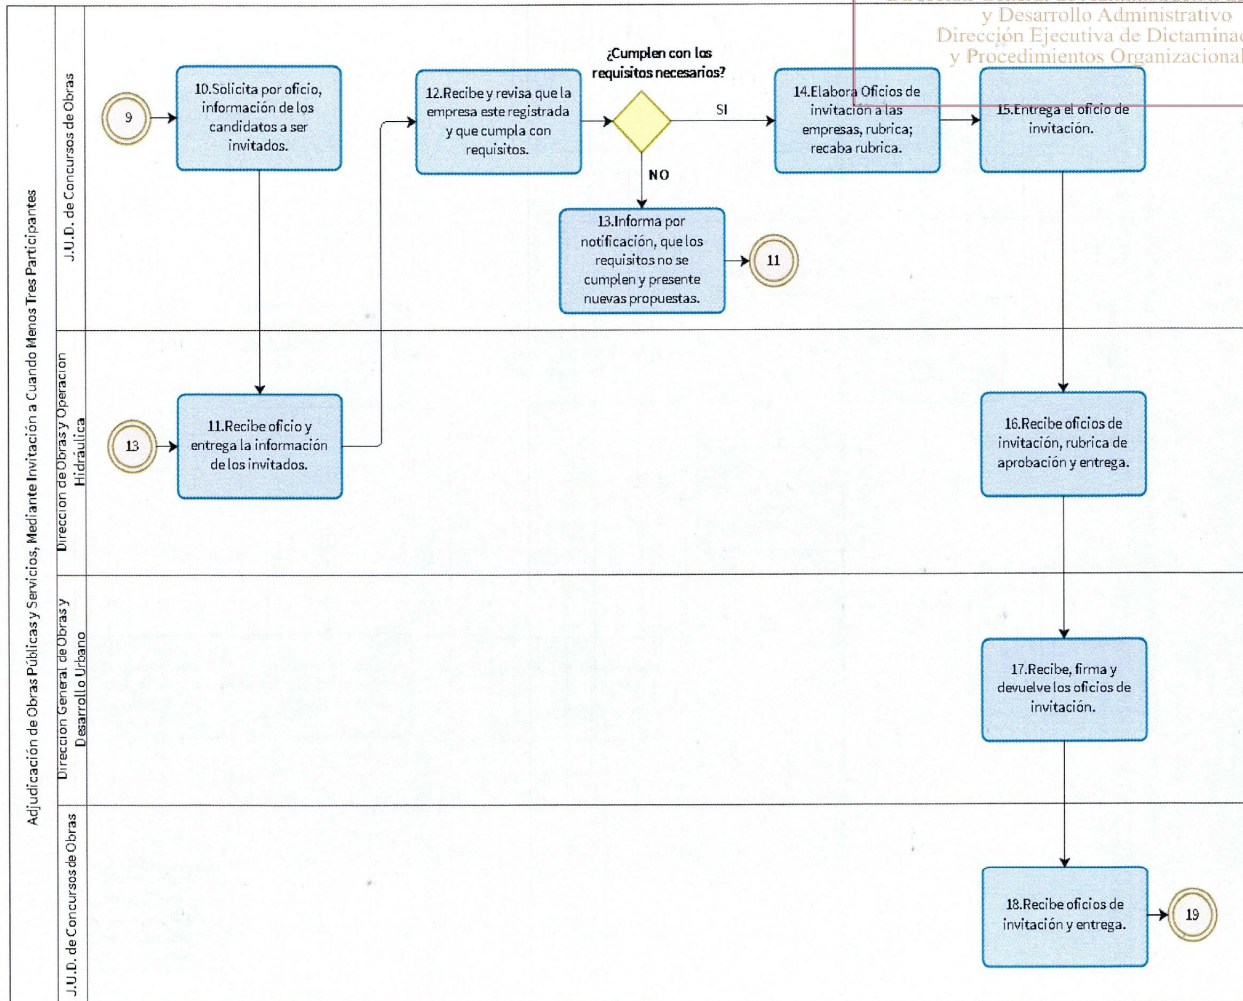 y Desarrollo Administrativo
Dirección Ejecutiva de
y Procedimientos
Adjudicación de Obras Públicas y Servicios, Mediante Invitación a Cuando Menos Tres Participantes
J.U.D. de Concursos de Obras
9
10.Solicita por oficio,
información de los
candidatos a ser
invitados.
12.Recibe y revisa que la
empresa este registrada
y que cumpla con
requisitos.
¿Cumplen con los
requisitos necesarios?
SI
NO
13.Informa por
notificación, que los
requisitos no se
cumplen y presente
nuevas propuestas.
11
14.Elabora Oficios de
invitación a las
empresas, rubrica;
recaba rubrica.
15.Entrega el oficio de
invitación.
Dirección de Obras y Operación
Hidráulica
13
11.Recibe oficio y
entrega la información
de los invitados.
16.Recibe oficios de
invitación, rubrica de
aprobación y entrega.
Dirección General de Obras y
Desarrollo Urbano
17.Recibe, firma y
devuelve los oficios de
invitación.
J.U.D. de Concursos de Obras
18.Recibe oficios de
invitación y entrega.
19